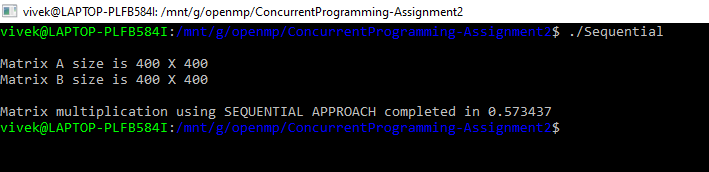 vivek@LAPTOP-PLFB584I: /mnt/g/openmp/ConcurrentProgramming-Assignment2
vivek@LAPTOP-PLFB584I:/mnt/g/openmp/ConcurrentProgramming-Assignment2$ ./Sequential
Matrix A size is 400 X 400
Matrix B size is 400 X 400
Matrix multiplication using SEQUENTIAL APPROACH completed in 0.573437
vivek@LAPTOP-PLFB584I:/mnt/g/openmp/ConcurrentProgramming-Assignment2$